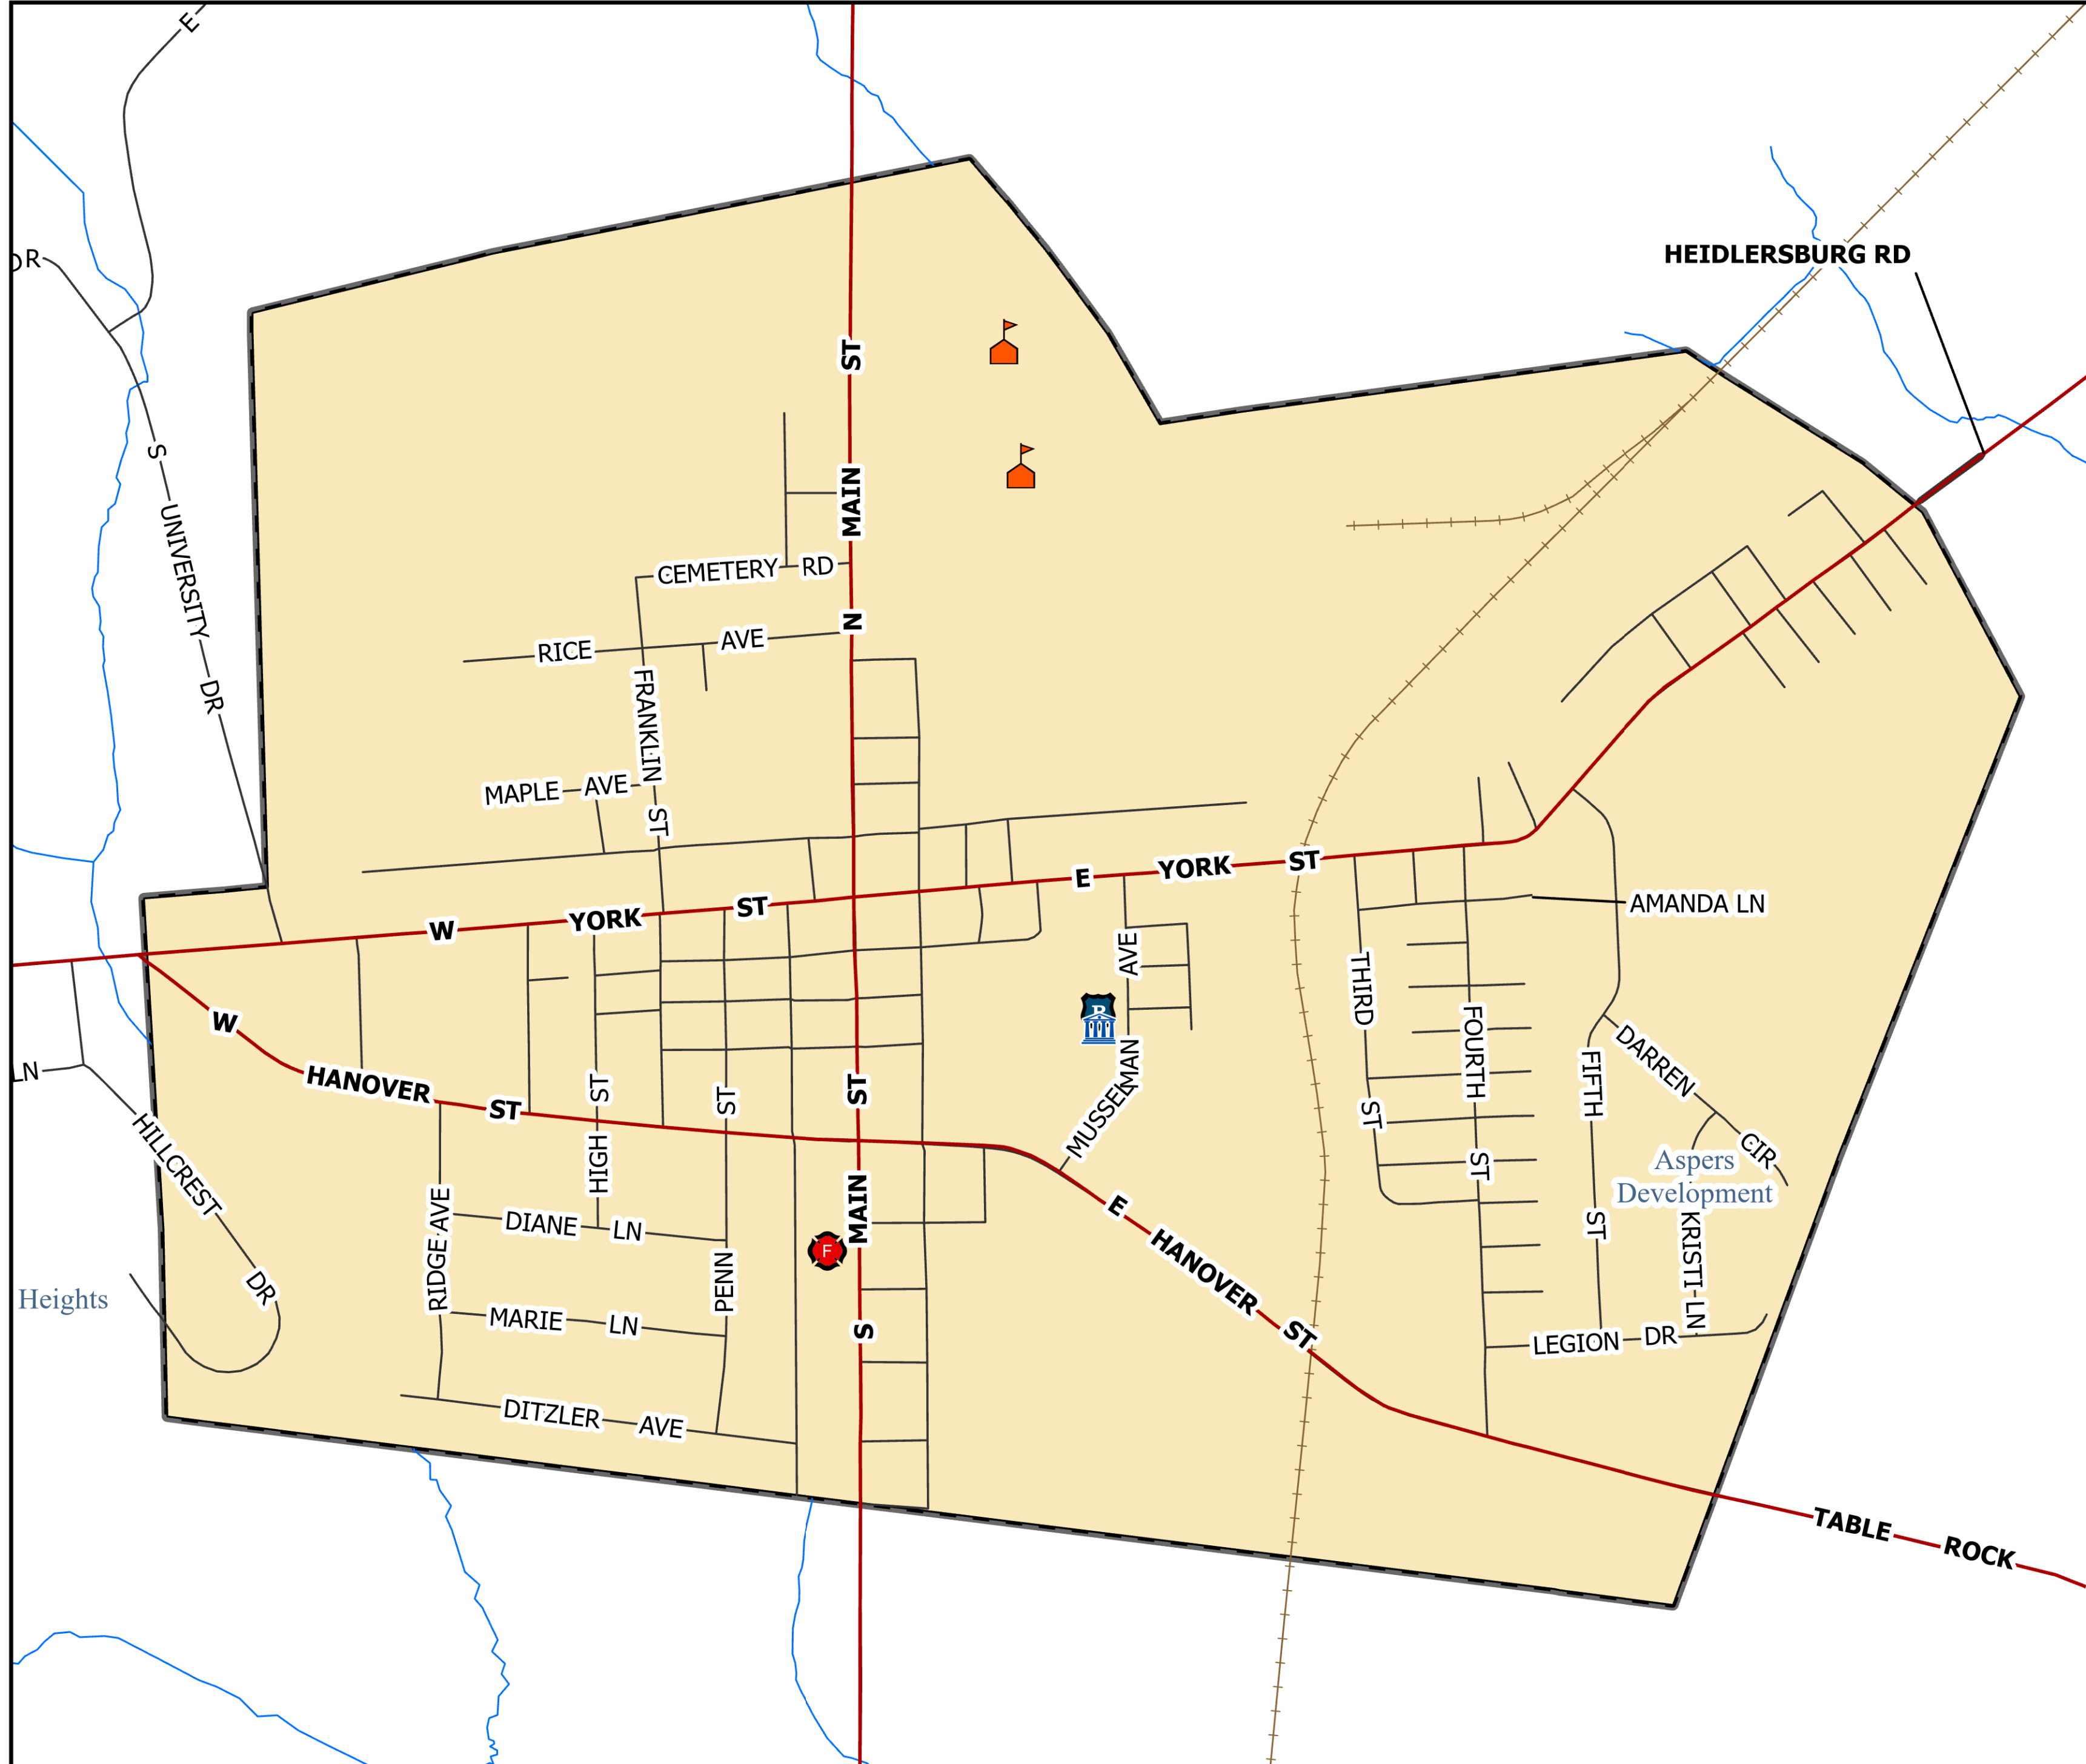 E
DR
HEIDLERSBURG RD
S UNIVERSITY DR
N MAIN ST
CEMETERY RD
RICE AVE
FRANKLIN ST
MAPLE AVE
W YORK ST
E YORK ST
AMANDA LN
W HANOVER ST
LN
HILLCREST DR
Heights
HIGH ST
PENN ST
RIDGE AVE
DIANE LN
MARIE LN
DITZLER AVE
S MAIN ST
F
MUSSELMAN AVE
THIRD ST
FOURTH ST
FIFTH ST
DARREN CIR
Aspers
Development
KRISTI LN
LEGION DR
E HANOVER ST
TABLE ROCK